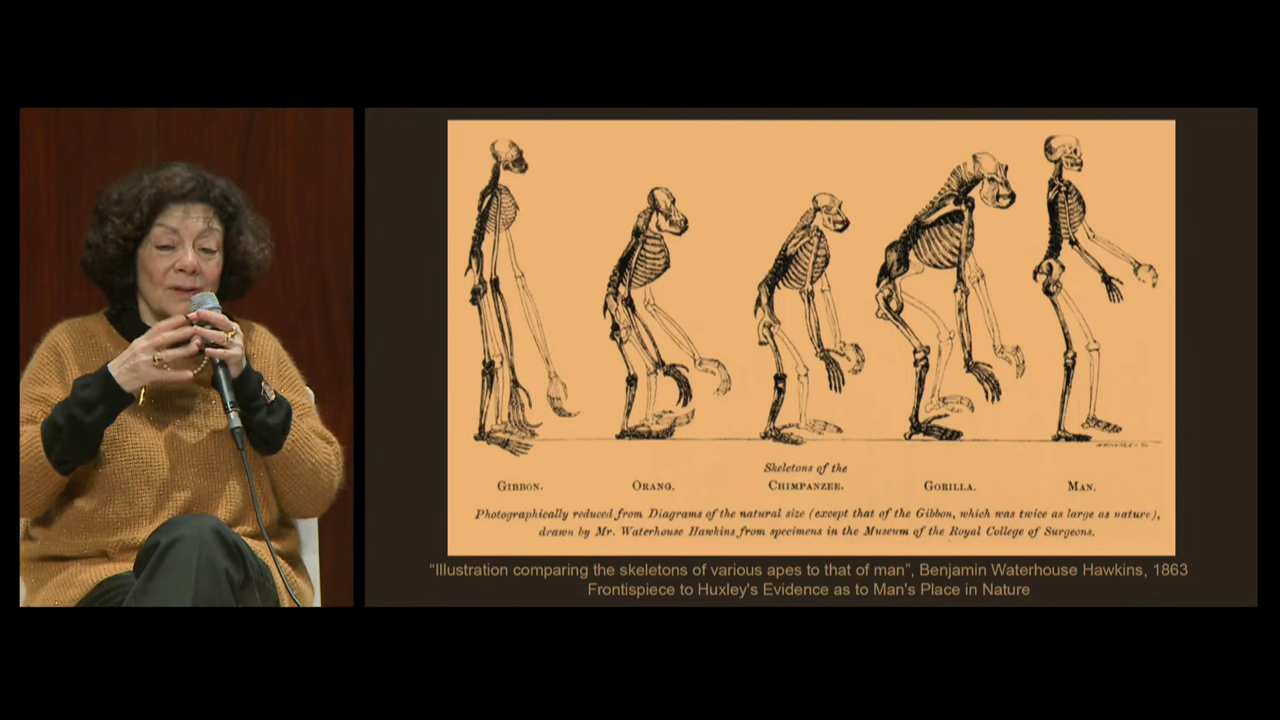 Skeletons of the
GIBBON. ORANG. CHIMPANZEE. GORILLA. MAN.
Photographically reduced from Diagrams of the natural size (except that of the Gibbon, which was twice as large as nature),
drawn by Mr. Waterhouse Hawkins from specimens in the Museum of the Royal College of Surgeons.
“Illustration comparing the skeletons of various apes to that of man”, Benjamin Waterhouse Hawkins, 1863
Frontispiece to Huxley's Evidence as to Man's Place in Nature